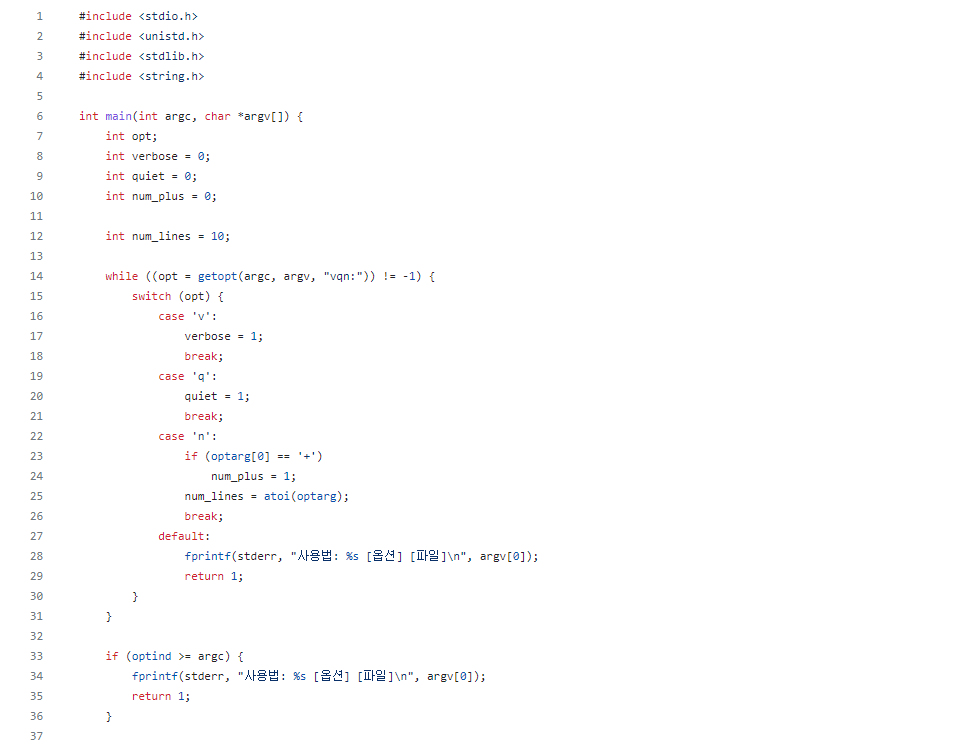 1 #include <stdio.h>
2 #include <unistd.h>
3 #include <stdlib.h>
4 #include <string.h>
5
6 int main(int argc, char *argv[]) {
7 int opt;
8 int verbose = 0;
9 int quiet = 0;
10 int num_plus = 0;
11
12 int num_lines = 10;
13
14 while ((opt = getopt(argc, argv, "vqn:")) != -1) {
15 switch (opt) {
16 case 'v':
17 verbose = 1;
18 break;
19 case 'q':
20 quiet = 1;
21 break;
22 case 'n':
23 if (optarg[0] == '+')
24 num_plus = 1;
25 num_lines = atoi(optarg);
26 break;
27 default:
28 fprintf(stderr, "사용법: %s [옵션] [파일]\n", argv[0]);
29 return 1;
30 }
31 }
32
33 if (optind >= argc) {
34 fprintf(stderr, "사용법: %s [옵션] [파일]\n", argv[0]);
35 return 1;
36 }
37